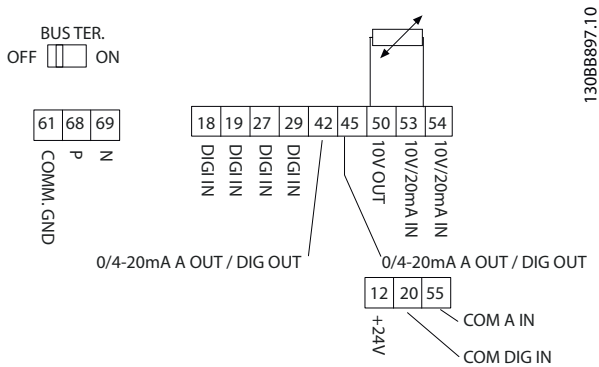 130BB897.10
BUS TER.
OFF ON
61 68 69
COMM. GND
P
N
18 19 27 29 42 45 50 53 54
DIGI IN
DIGI IN
DIGI IN
DIGI IN
10V OUT
10V/20mA IN
10V/20mA IN
0/4-20mA A OUT / DIG OUT
0/4-20mA A OUT / DIG OUT
12 20 55
+24V
COM A IN
COM DIG IN